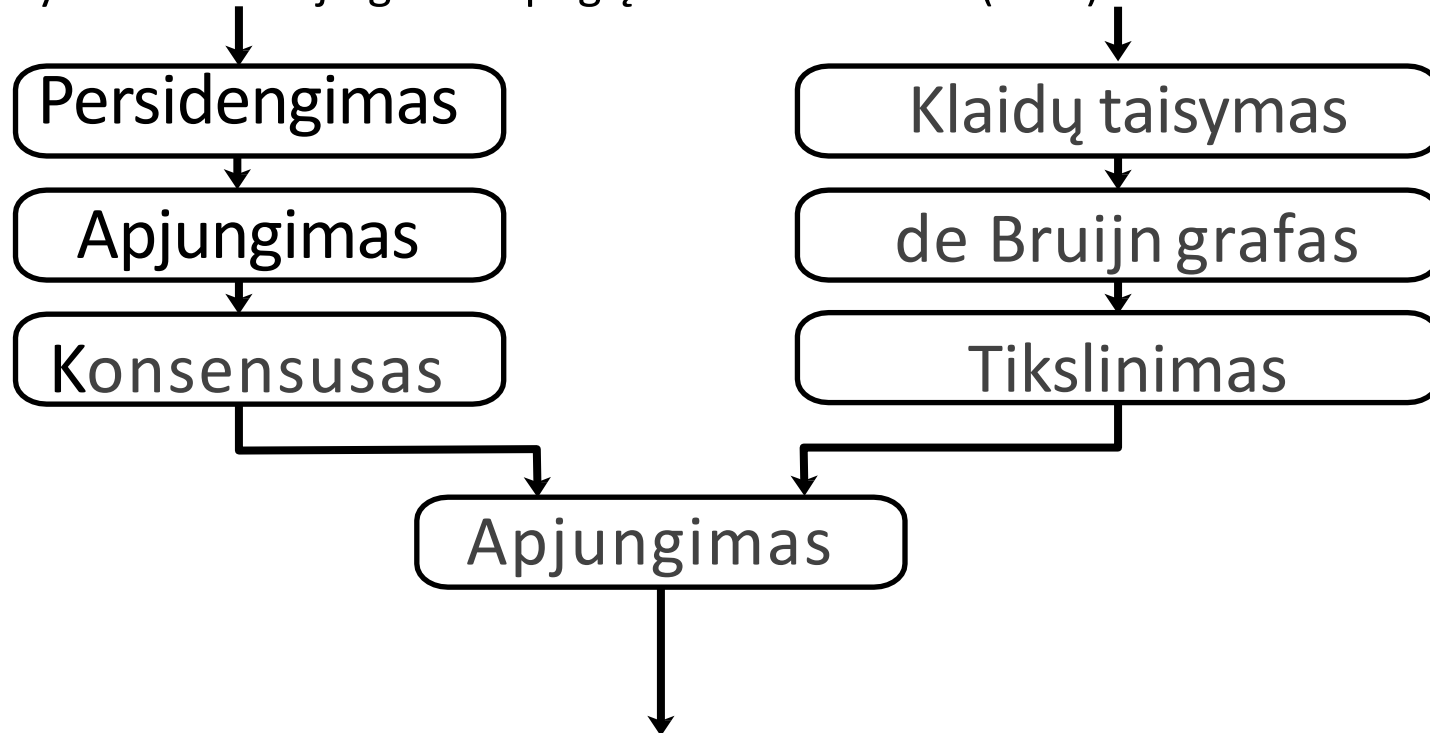 Persidengimas
Apjungimas
Konsensusas
Klaidų taisymas
de Bruijn grafas
Tikslinimas
Apjungimas